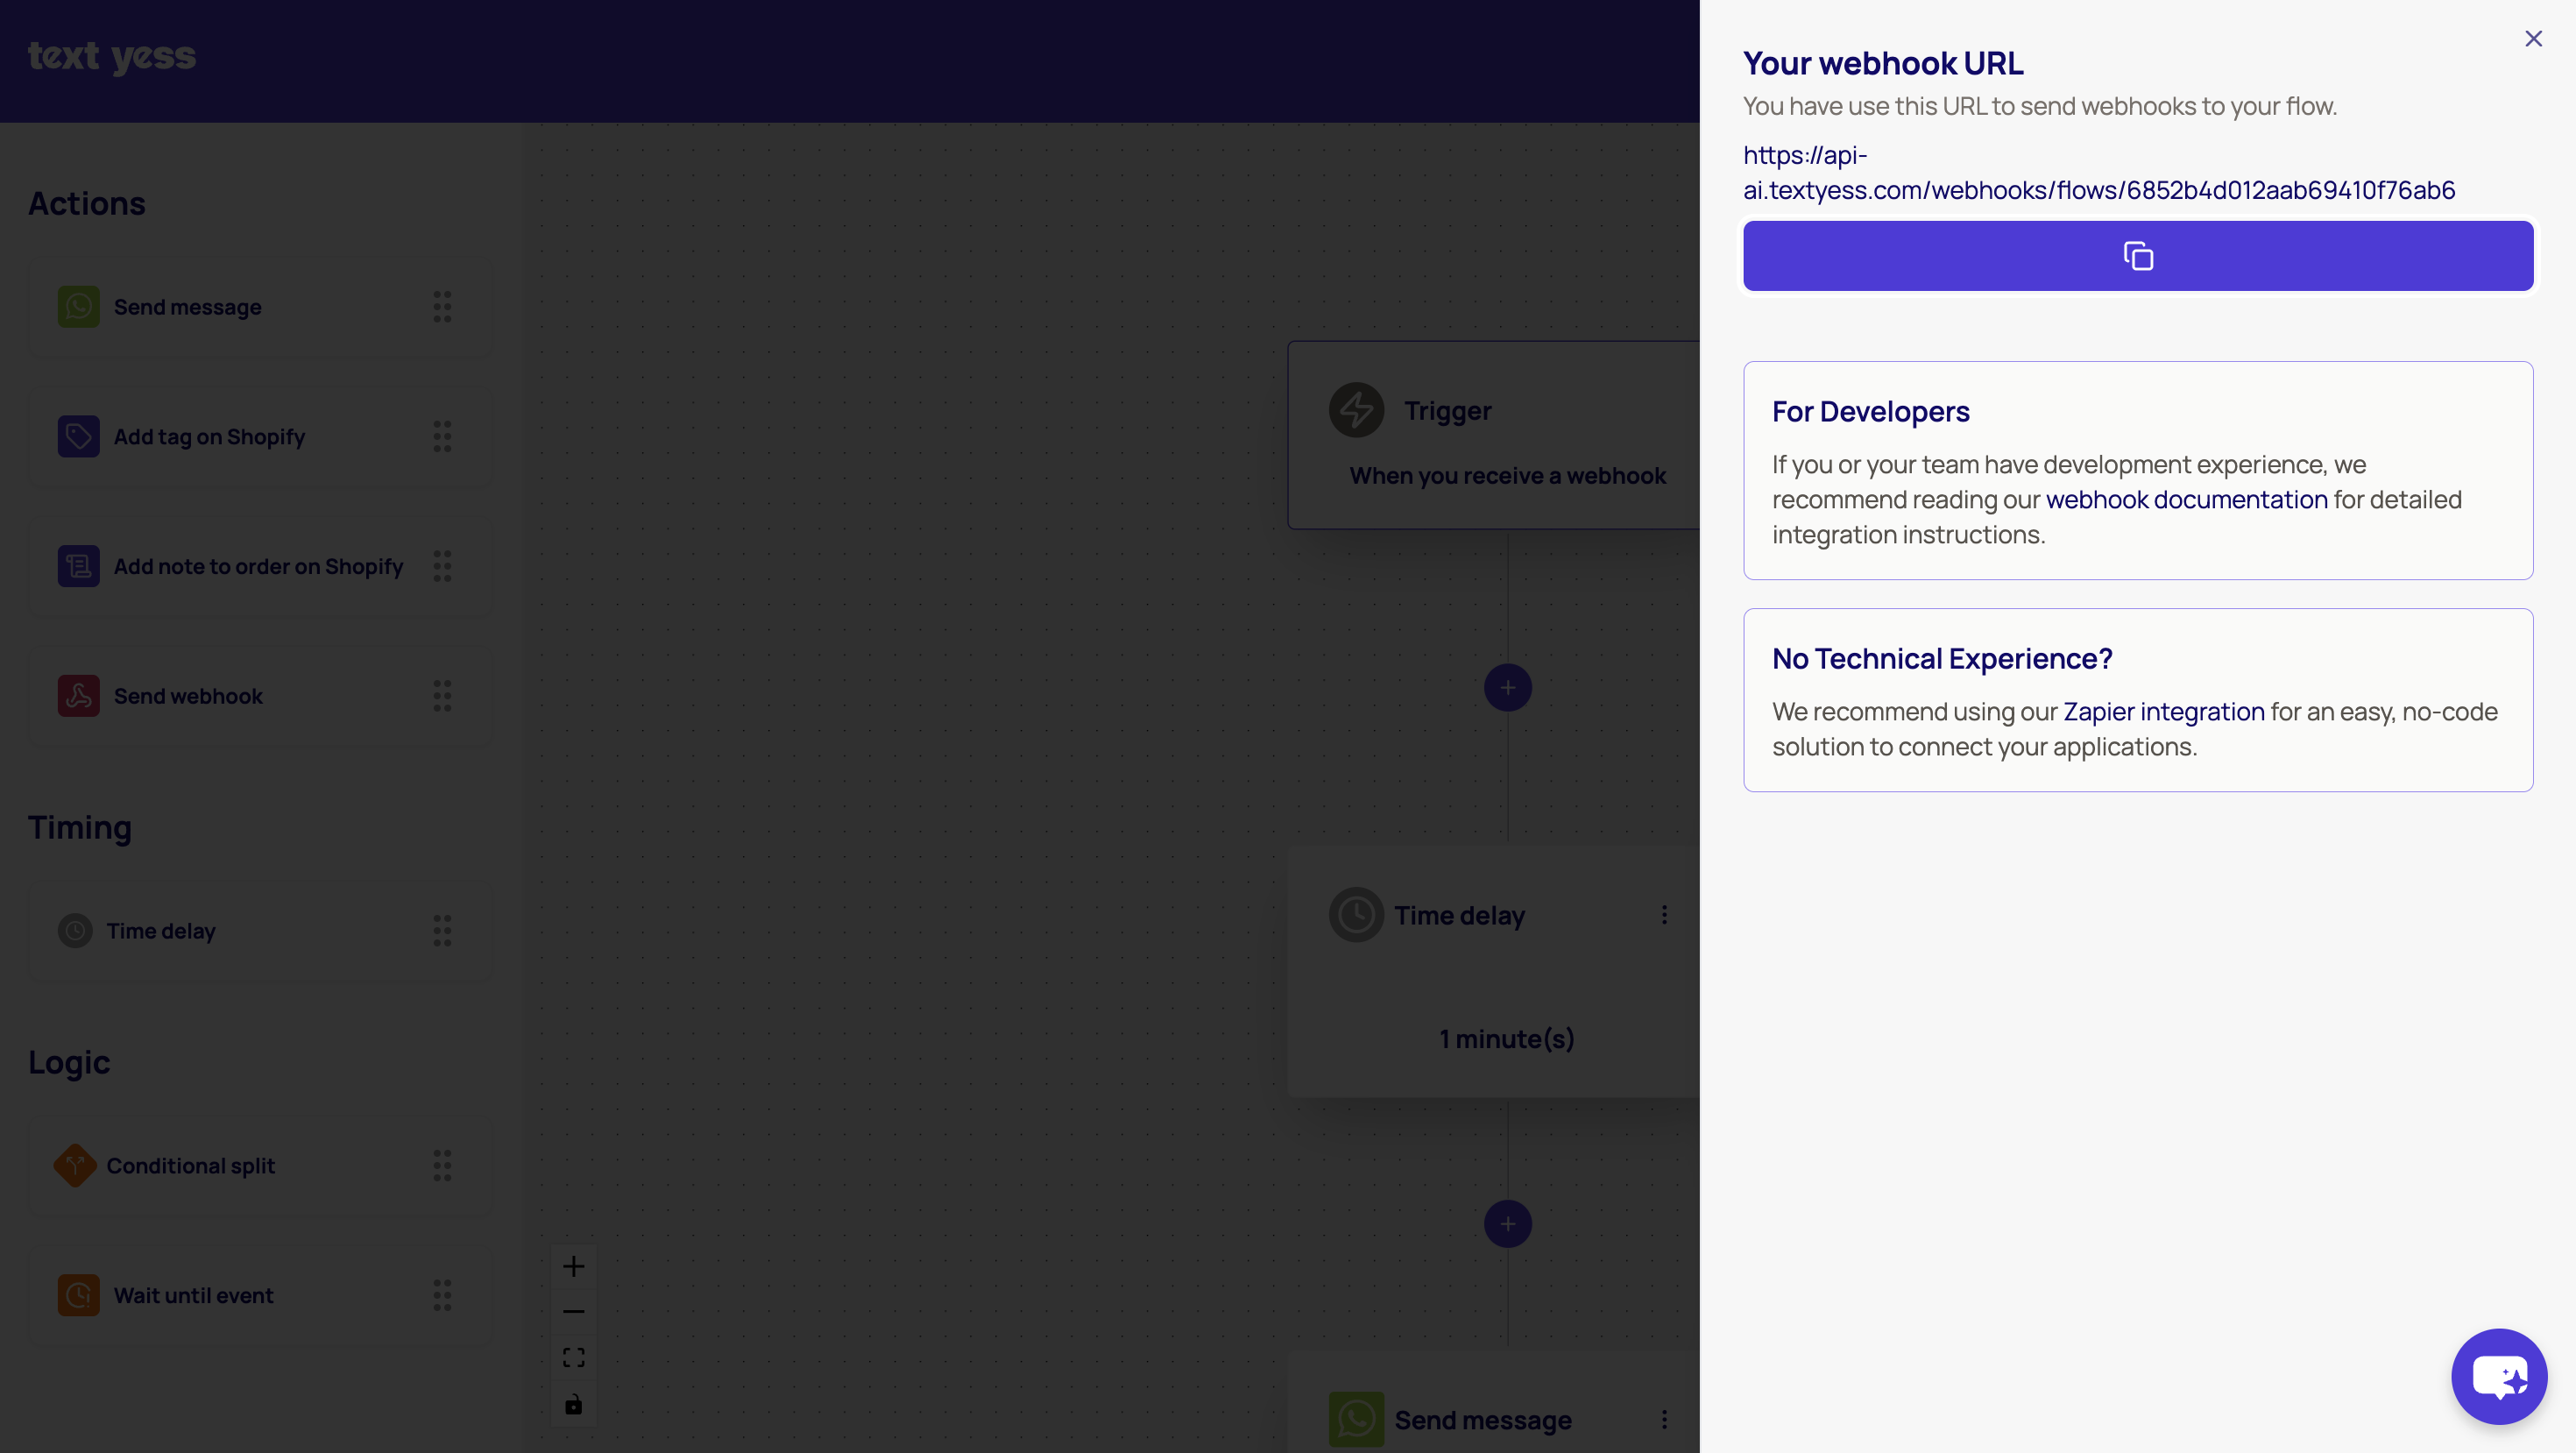 text yess
Actions
Send message
Add tag on Shopify
Add note to order on Shopify
Send webhook
Timing
Time delay
Logic
Conditional split
Wait until event
Trigger
When you receive a webhook
Time delay
1 minute(s)
Send message
Your webhook URL
You have use this URL to send webhooks to your flow.
https://api-
ai.textyess.com/webhooks/flows/6852b4d012aab69410f76ab6
For Developers
If you or your team have development experience, we
recommend reading our webhook documentation for detailed
integration instructions.
No Technical Experience?
We recommend using our Zapier integration for an easy, no-code
solution to connect your applications.